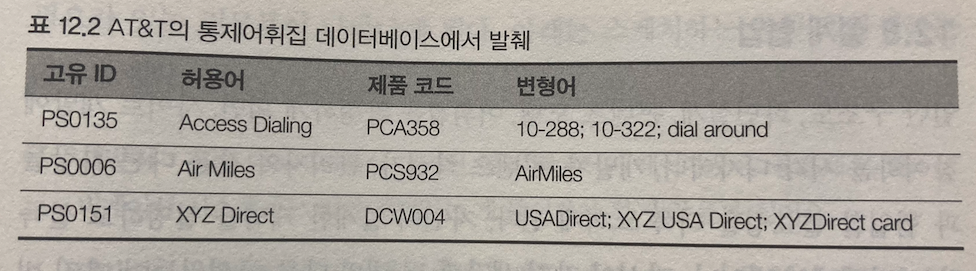 표 12.2 AT&T의 통제어휘집 데이터베이스에서 발췌
고유 ID 허용어 제품 코드 변형어
PS0135 Access Dialing PCA358 10-288; 10-322; dial around
PS0006 Air Miles PCS932 AirMiles
PS0151 XYZ Direct DCW004 USADirect; XYZ USA Direct; XYZDirect card